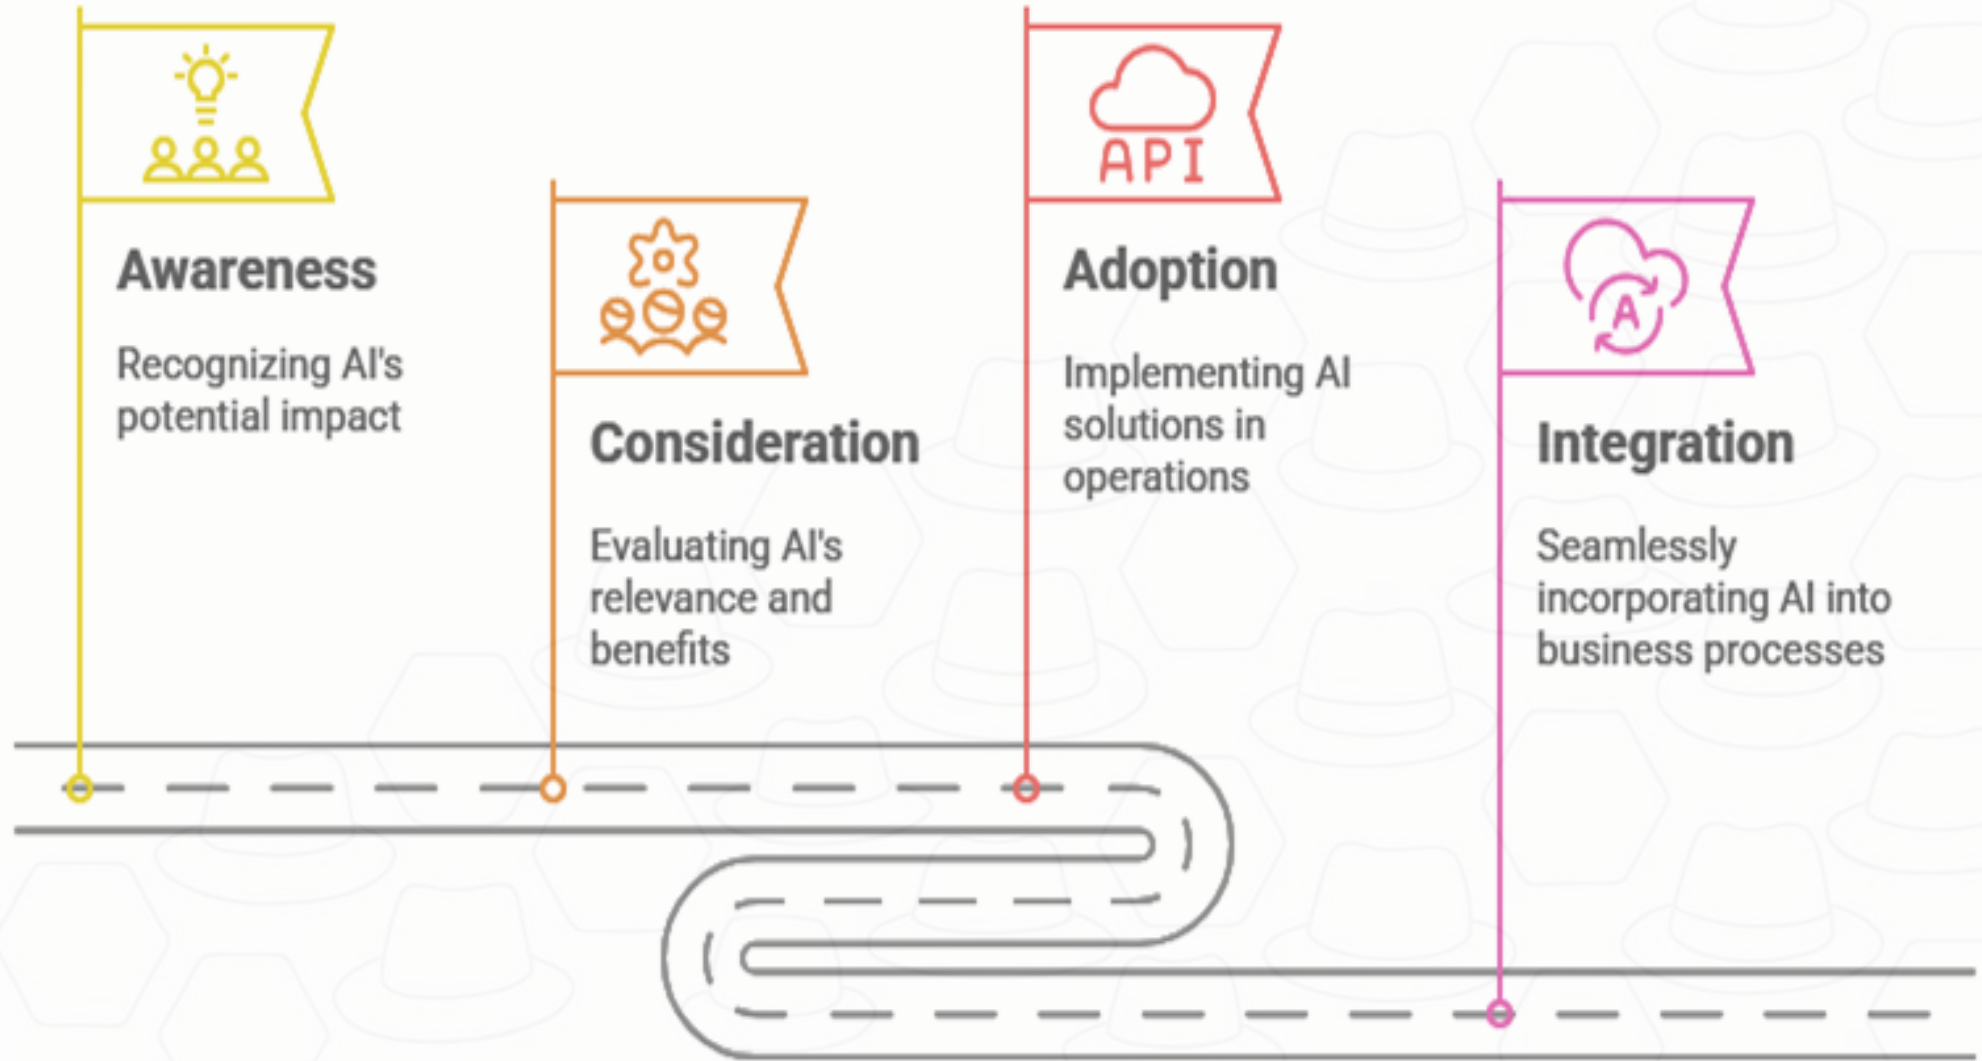 Awareness
Recognizing AI's
potential impact
Consideration
Evaluating AI's
relevance and
benefits
API
Adoption
Implementing AI
solutions in
operations
A
Integration
Seamlessly
incorporating AI into
business processes